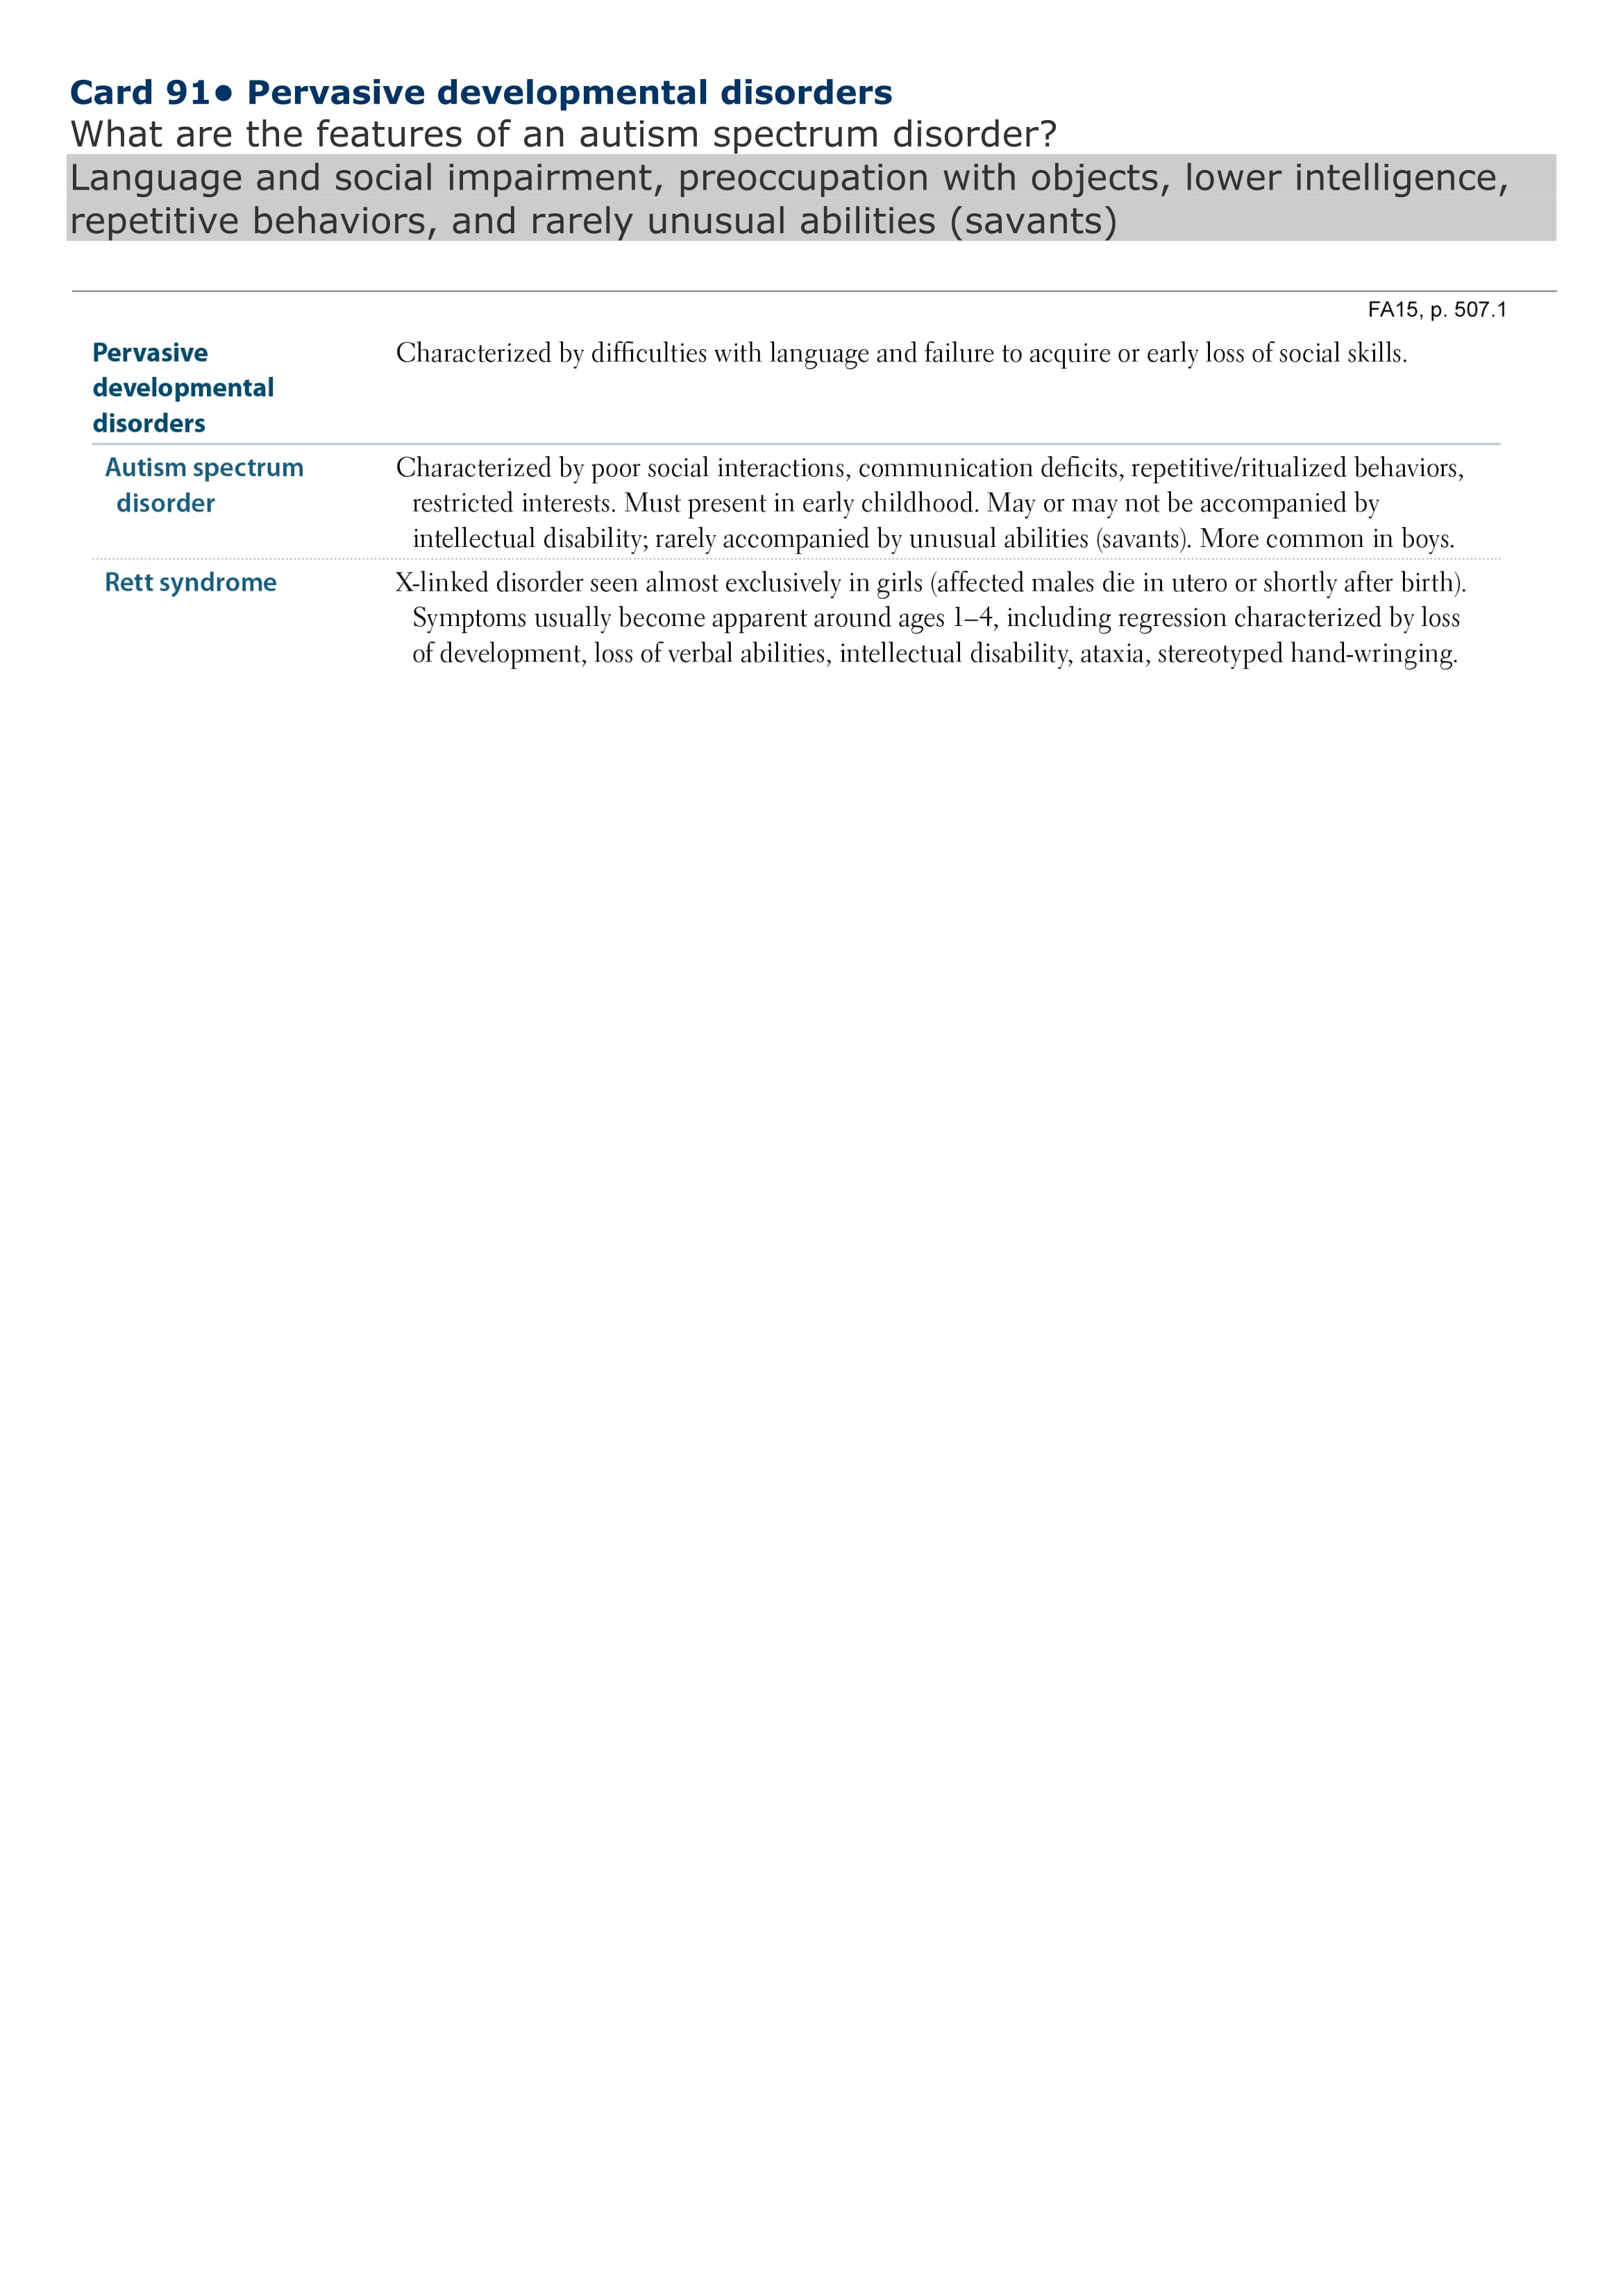 Card 91● Pervasive developmental disorders
What are the features of an autism spectrum disorder?
Language and social impairment, preoccupation with objects, lower intelligence,
repetitive behaviors, and rarely unusual abilities (savants)
FA15, p. 507.1
Pervasive
developmental
disorders
Characterized by difficulties with language and failure to acquire or early loss of social skills.
Autism spectrum
disorder
Characterized by poor social interactions, communication deficits, repetitive/ritualized behaviors,
restricted interests. Must present in early childhood. May or may not be accompanied by
intellectual disability; rarely accompanied by unusual abilities (savants). More common in boys.
Rett syndrome
X-linked disorder seen almost exclusively in girls (affected males die in utero or shortly after birth).
Symptoms usually become apparent around ages 1–4, including regression characterized by loss
of development, loss of verbal abilities, intellectual disability, ataxia, stereotyped hand-wringing.